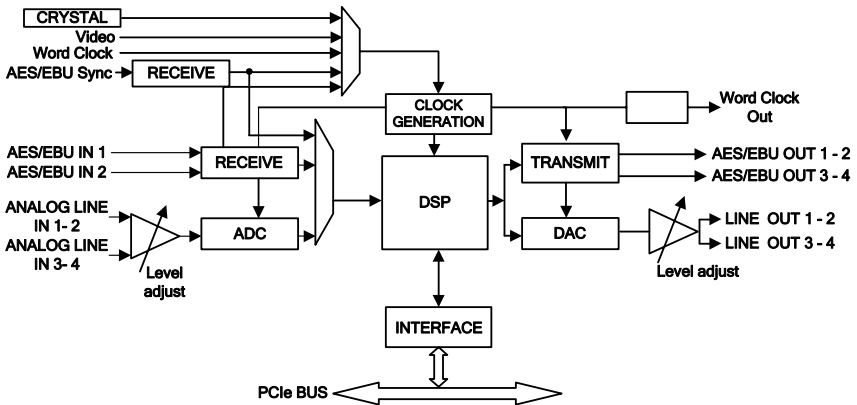 CRYSTAL
Video
Word Clock
AES/EBU Sync
RECEIVE
CLOCK
GENERATION
Word Clock
Out
AES/EBU IN 1
AES/EBU IN 2
RECEIVE
DSP
TRANSMIT
AES/EBU OUT 1 - 2
AES/EBU OUT 3 - 4
ANALOG LINE
IN 1- 2
ANALOG LINE
IN 3- 4
Level
adjust
ADC
DAC
LINE OUT 1 - 2
LINE OUT 3 - 4
Level adjust
INTERFACE
PCIe BUS